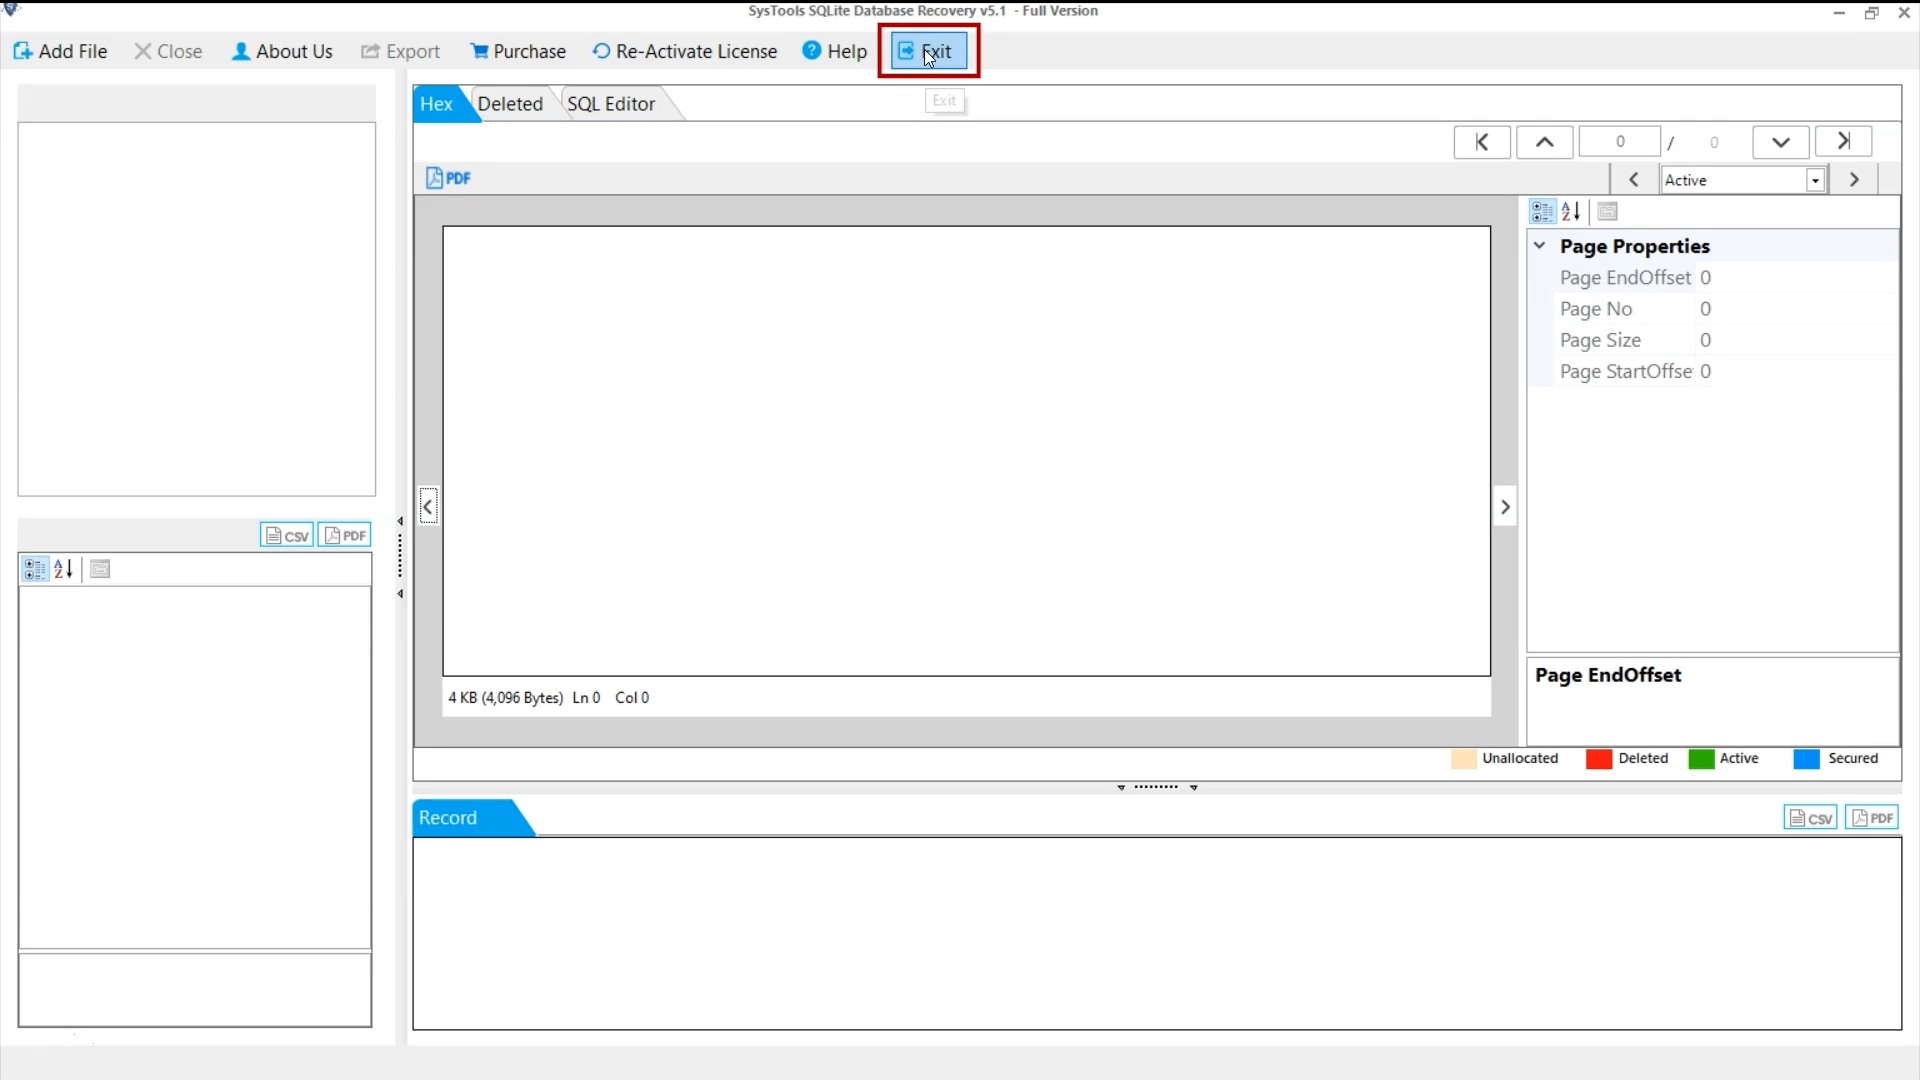 SysTools SQLite Database Recovery v5.1 - Full Version
Add File Close About Us Export Purchase Re-Activate License Help Exit
Exit
Hex Deleted SQL Editor
0 / 0
PDF
Active
Page Properties
Page EndOffset 0
Page No 0
Page Size 0
Page StartOffse 0
CSV PDF
4 KB (4,096 Bytes) Ln 0 Col 0
Page EndOffset
Unallocated Deleted Active Secured
Record
CSV PDF